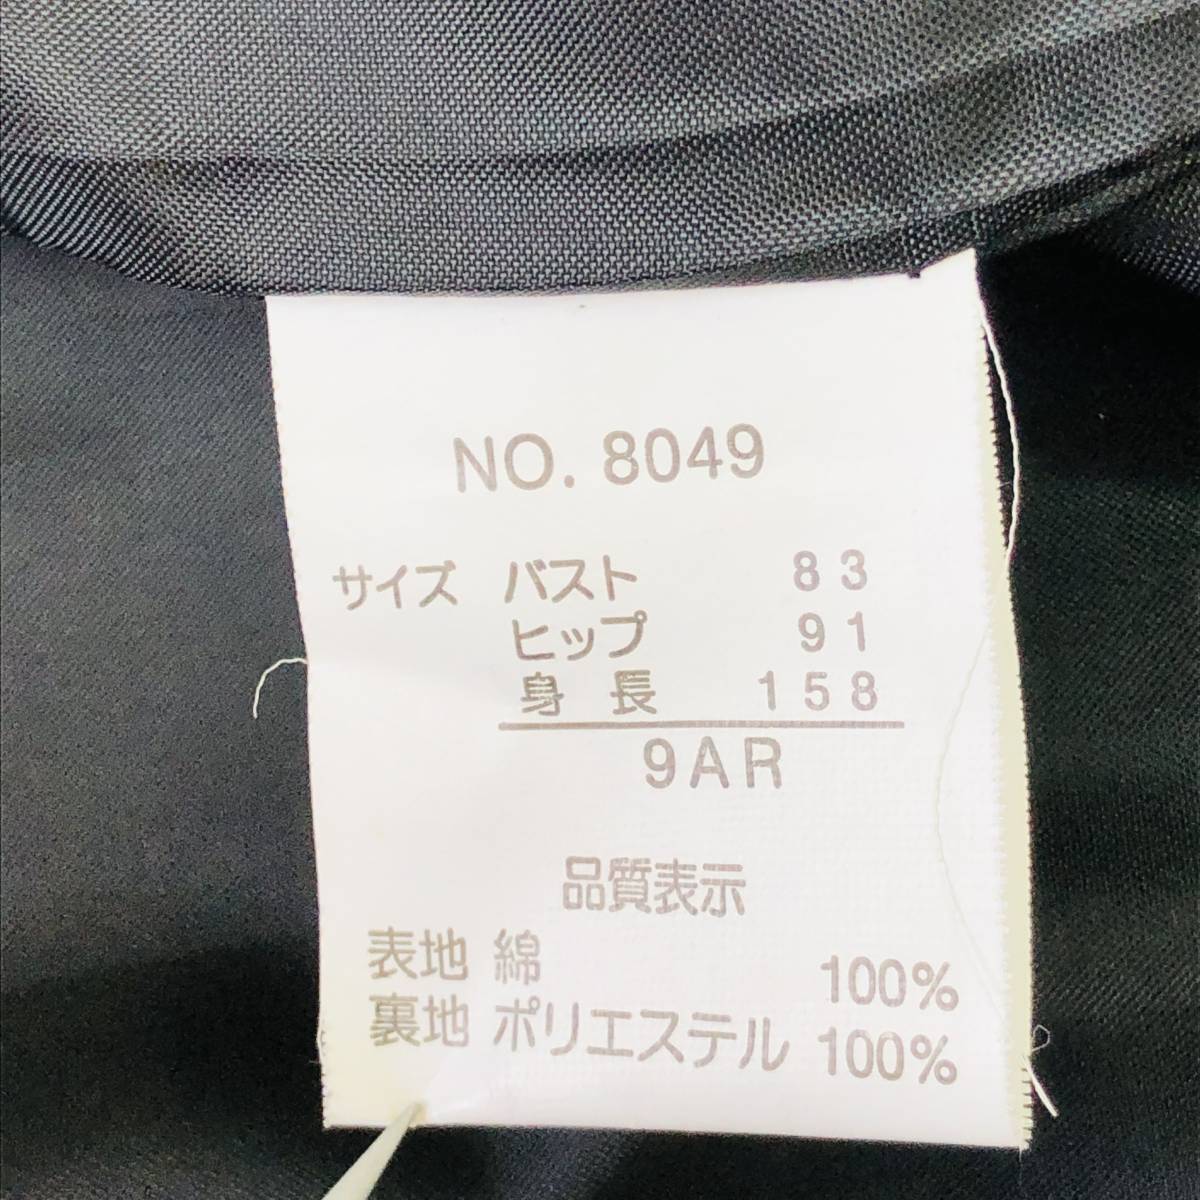 NO. 8049
サイズ バスト 83
ヒップ 91
身長 158
9AR
品質表示
表地 綿 100%
裏地 ポリエステル 100%